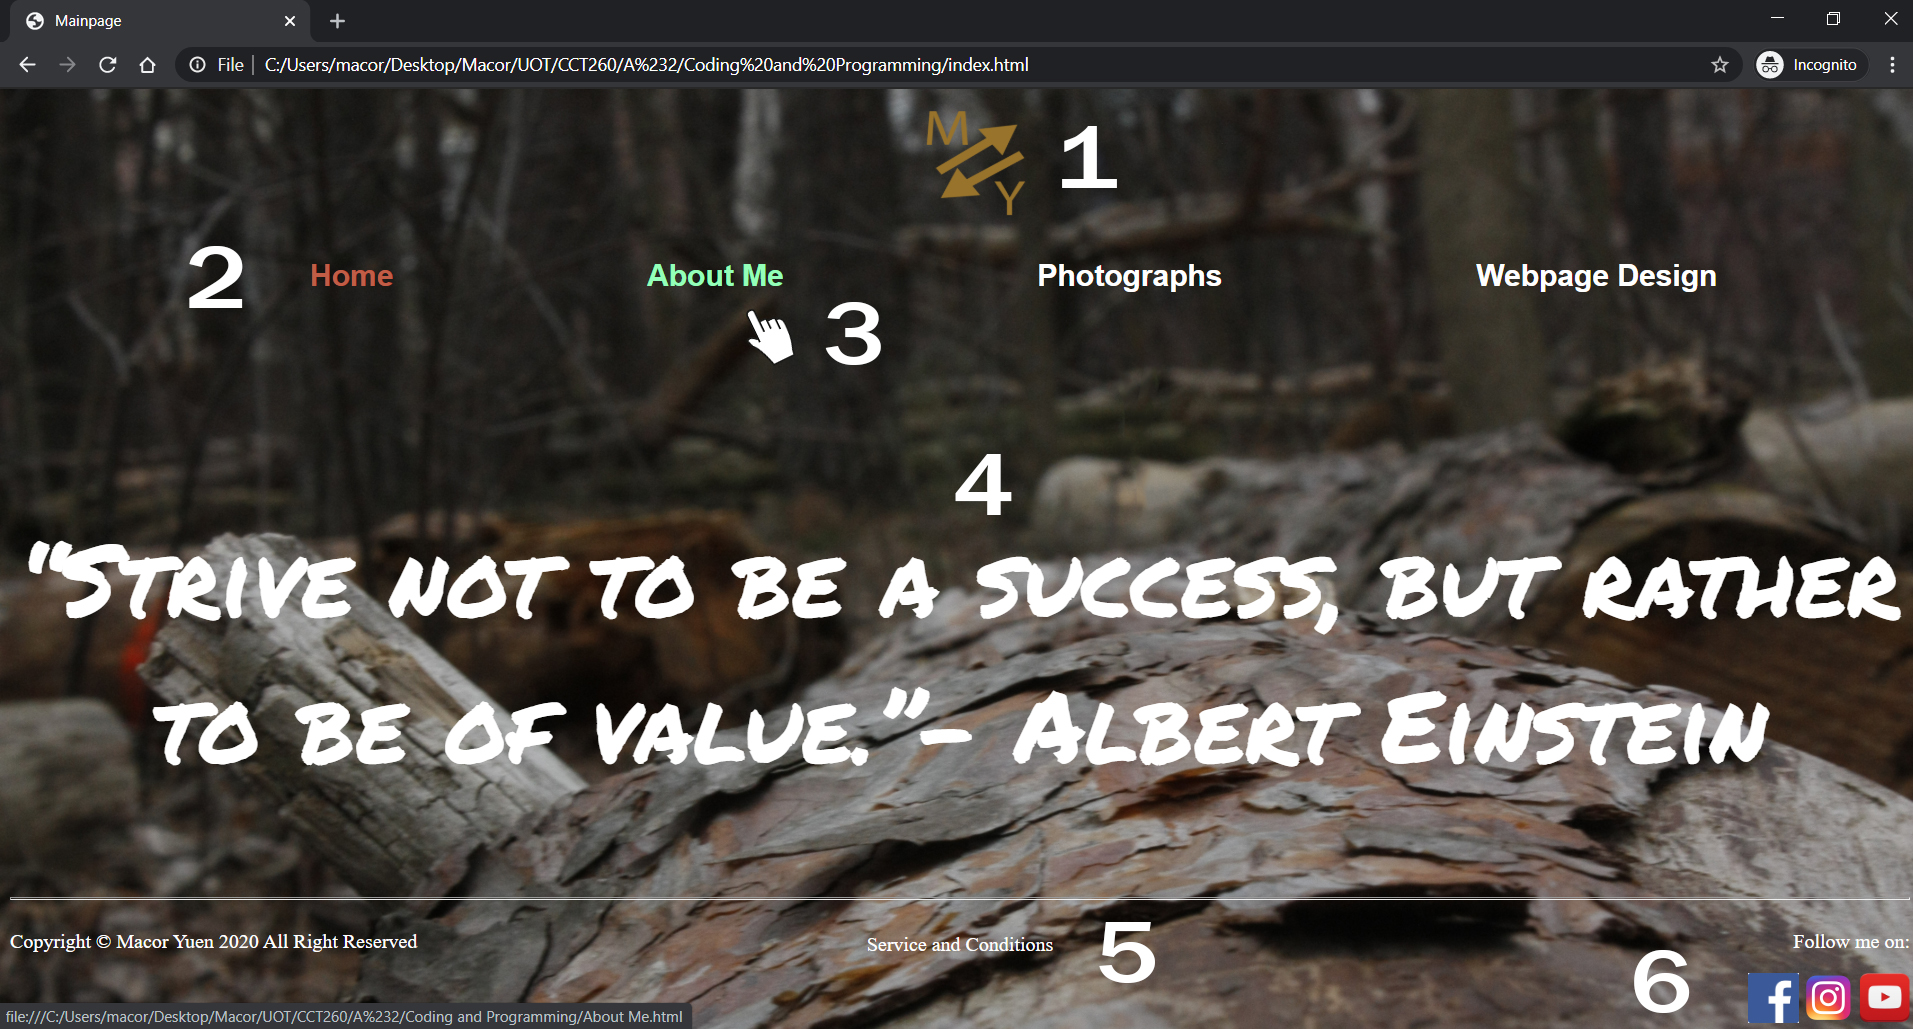 Mainpage
File | C:/Users/macor/Desktop/Macor/UOT/CCT260/A%232/Coding%20and%20Programming/index.html
Incognito
M
Y
1
2
Home
About Me
Photographs
Webpage Design
3
4
“Strive not to be a success, but rather
to be of value.”- Albert Einstein
Copyright © Macor Yuen 2020 All Right Reserved
Service and Conditions
5
6
Follow me on:
file:///C:/Users/macor/Desktop/Macor/UOT/CCT260/A%232/Coding and Programming/About Me.html